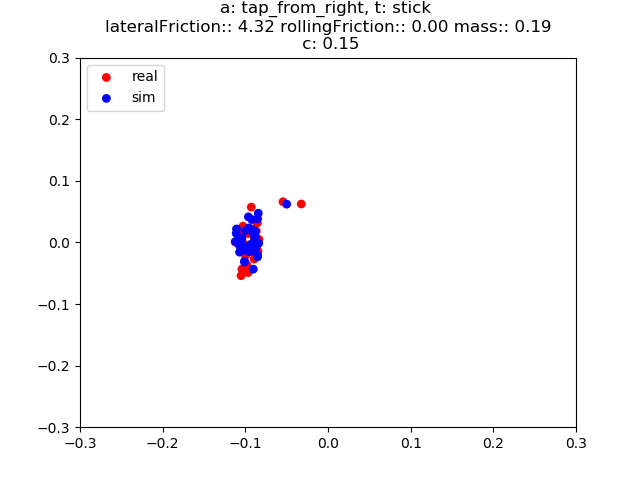 a: tap_from_right, t: stick
lateralFriction:: 4.32 rollingFriction:: 0.00 mass:: 0.19
c: 0.15
real
sim
0.3
0.2
0.1
0.0
−0.1
−0.2
−0.3
−0.3 −0.2 −0.1 0.0 0.1 0.2 0.3